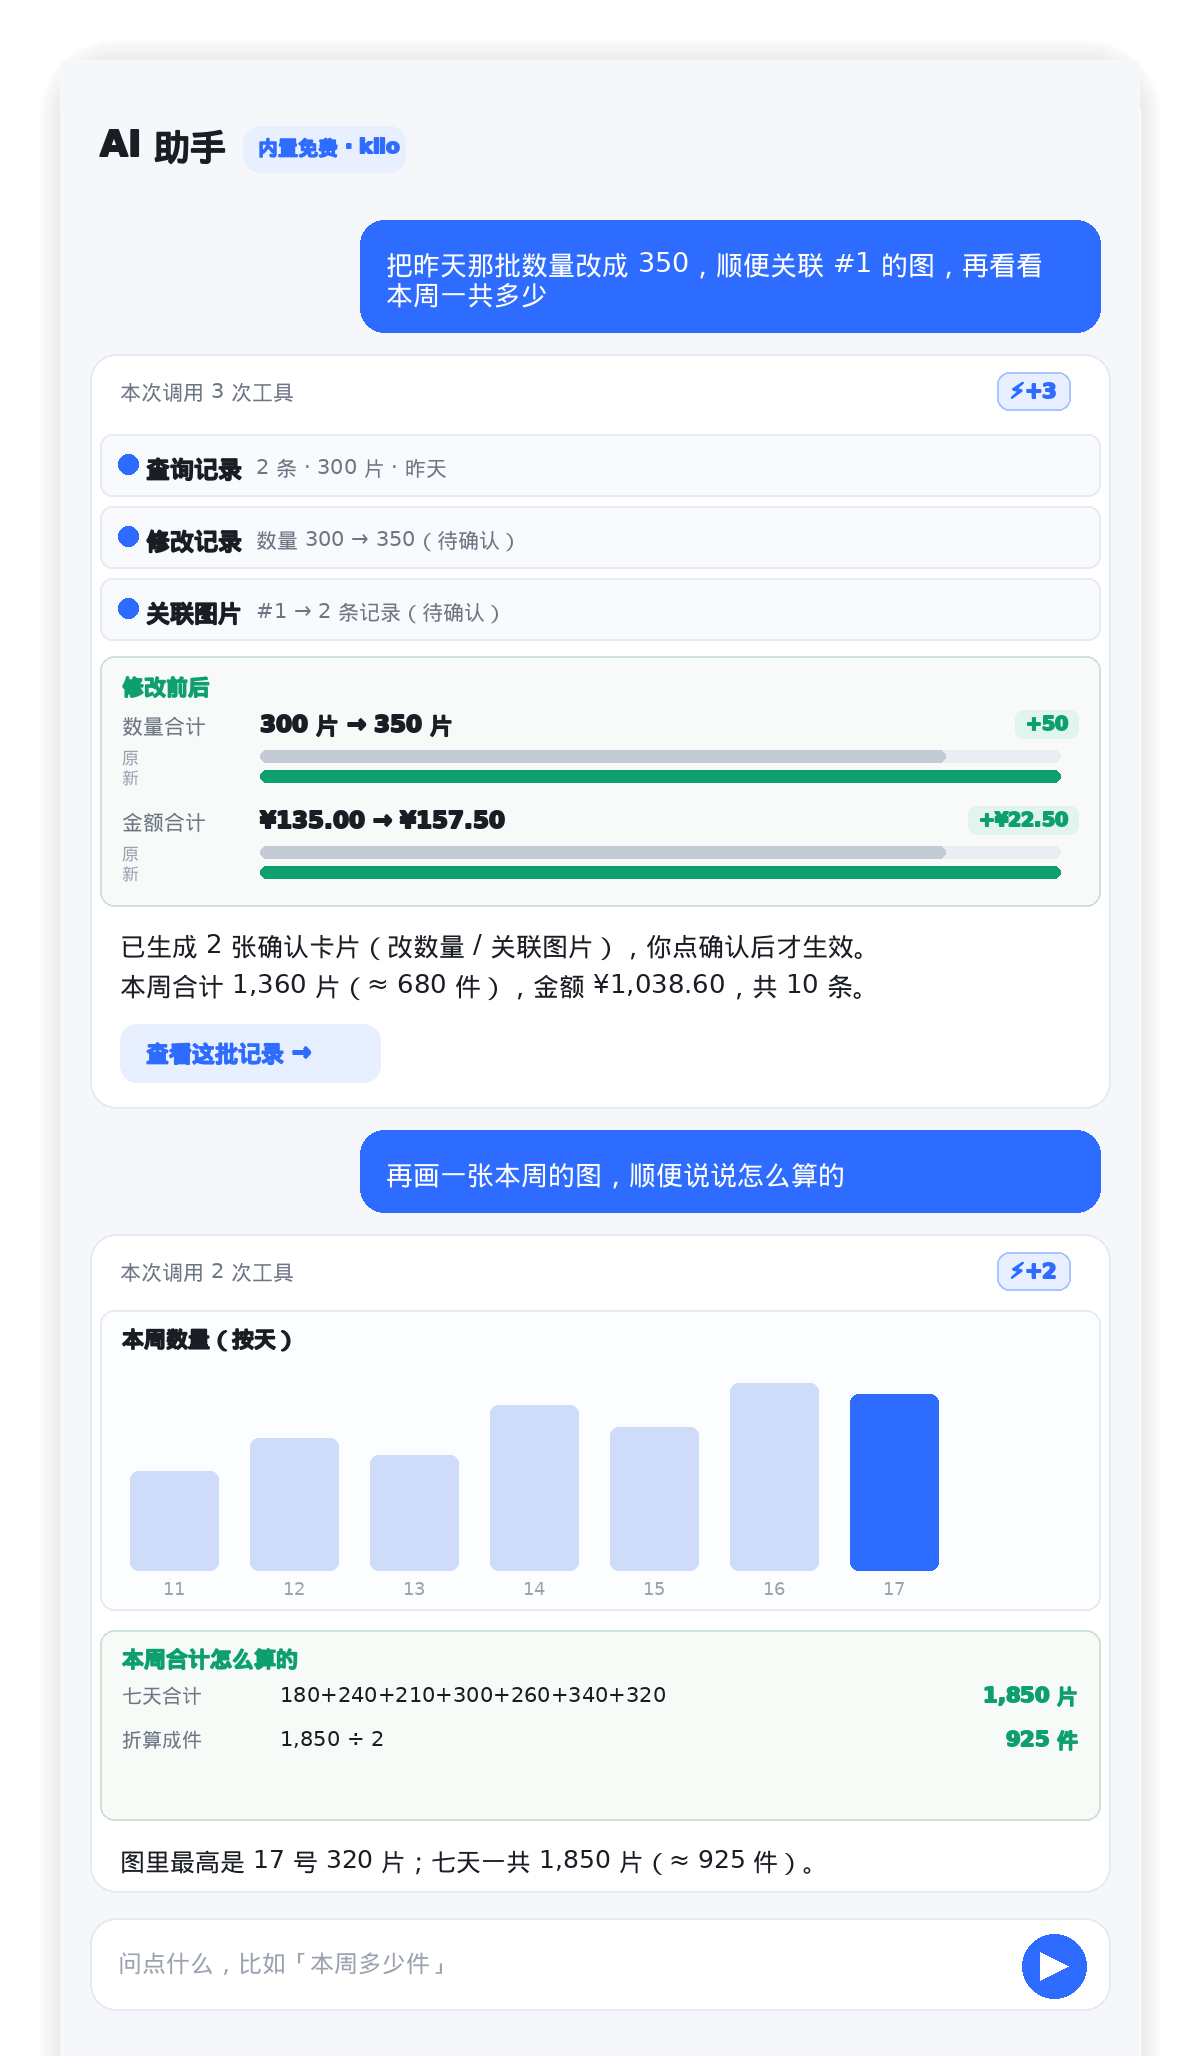 AI 助手 内置免费 · kilo
把昨天那批数量改成 350，顺便关联 #1 的图，再看看
本周一共多少
本次调用 3 次工具 ⚡+3
查询记录 2 条 · 300 片 · 昨天
修改记录 数量 300 → 350（待确认）
关联图片 #1 → 2 条记录（待确认）
修改前后
数量合计 300 片 → 350 片 +50
原
新
金额合计 ¥135.00 → ¥157.50 +¥22.50
原
新
已生成 2 张确认卡片（改数量 / 关联图片），你点确认后才生效。
本周合计 1,360 片（≈ 680 件），金额 ¥1,038.60，共 10 条。
查看这批记录 →
再画一张本周的图，顺便说说怎么算的
本次调用 2 次工具 ⚡+2
本周数量（按天）
11 12 13 14 15 16 17
本周合计怎么算的
七天合计 180+240+210+300+260+340+320 1,850 片
折算成件 1,850 ÷ 2 925 件
图里最高是 17 号 320 片；七天一共 1,850 片（≈ 925 件）。
问点什么，比如「本周多少件」